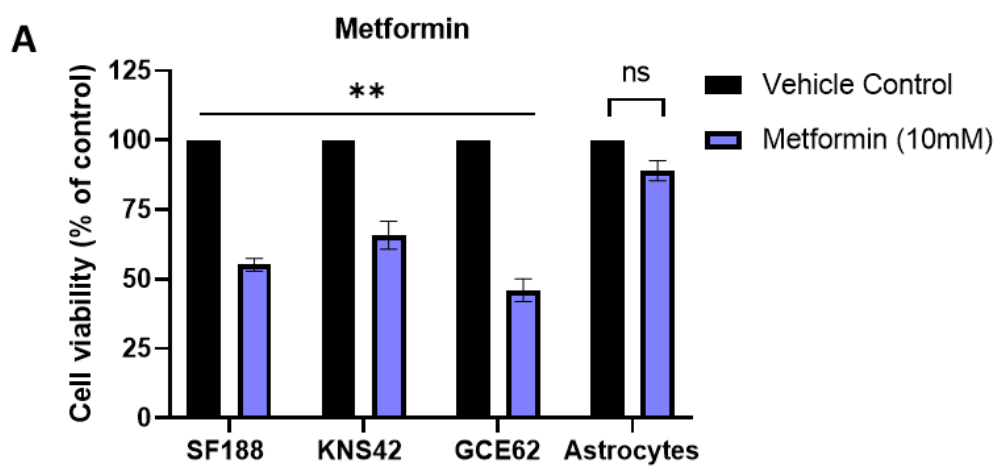 A
Metformin
Cell viability (% of control)
125
100
75
50
25
0
**
ns
Vehicle Control
Metformin (10mM)
SF188 KNS42 GCE62 Astrocytes